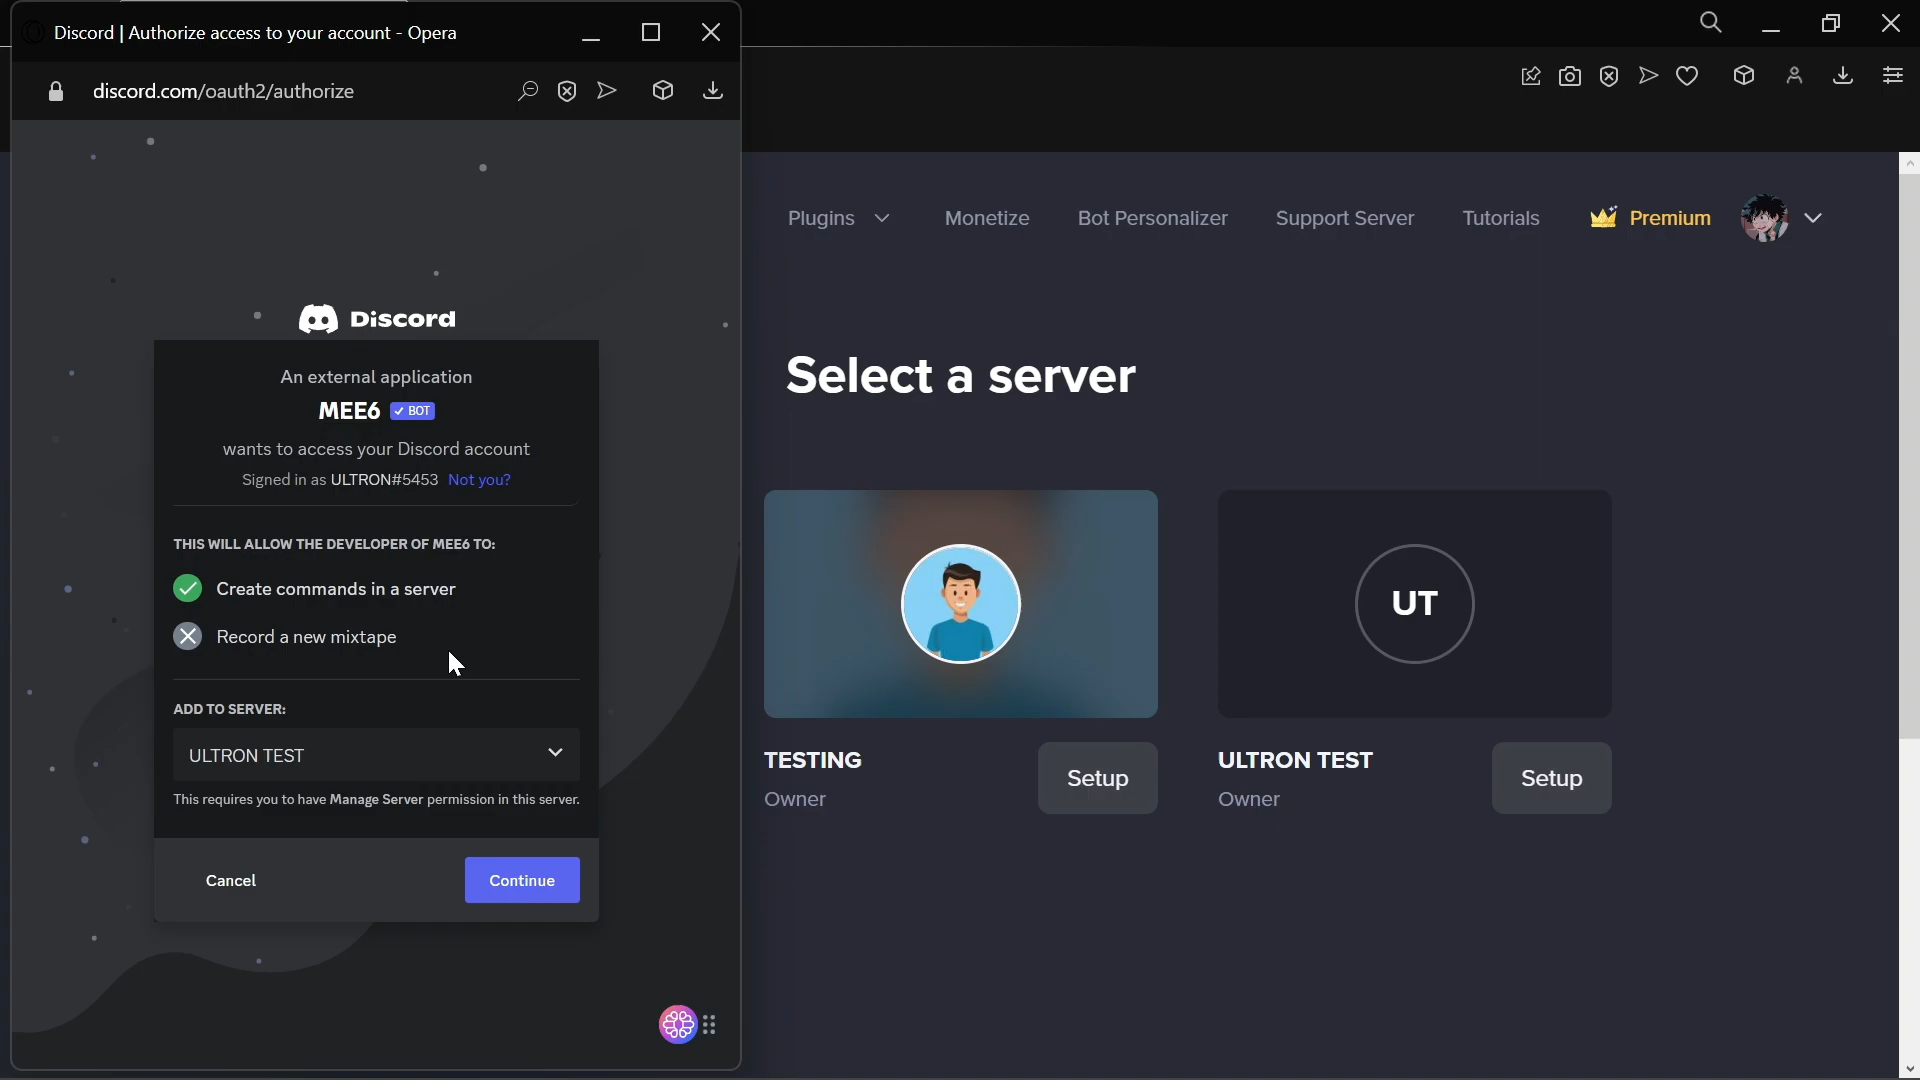 Discord | Authorize access to your account - Opera
discord.com/oauth2/authorize
Discord
An external application
MEE6 ✓ BOT
wants to access your Discord account
Signed in as ULTRON#5453 Not you?
THIS WILL ALLOW THE DEVELOPER OF MEE6 TO:
Create commands in a server
Record a new mixtape
ADD TO SERVER:
ULTRON TEST
This requires you to have Manage Server permission in this server.
Cancel
Continue
Plugins
Monetize
Bot Personalizer
Support Server
Tutorials
Premium
Select a server
UT
TESTING
Owner
Setup
ULTRON TEST
Owner
Setup